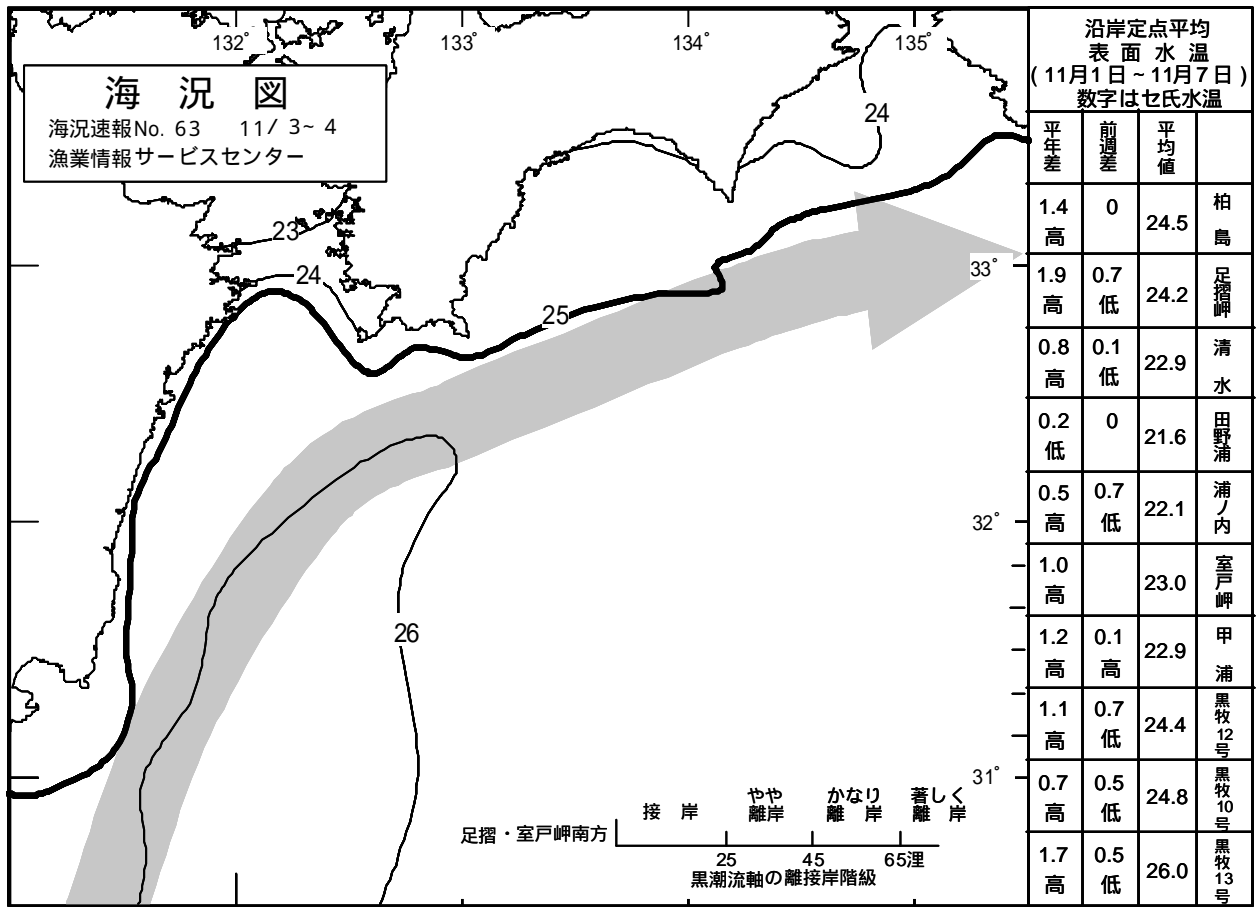 海 況 図
海況速報No. 63 11/ 3~ 4
漁業情報サービスセンター
132°
133°
134°
135°
24
23
24
25
33°
32°
26
31°
接 岸
やや離岸
かなり離 岸
著しく離 岸
足摺・室戸岬南方
25
45
65浬
黒潮流軸の離接岸階級
沿岸定点平均
表 面 水 温
( 11月1 日 ~ 11月7 日 )
数字はセ氏水温
平年差 前週差 平均値
1.4高 0 24.5 柏島
1.9高 0.7低 24.2 足摺岬
0.8高 0.1低 22.9 清水
0.2低 0 21.6 田野浦
0.5高 0.7低 22.1 浦ノ内
1.0高 23.0 室戸岬
1.2高 0.1高 22.9 甲浦
1.1高 0.7低 24.4 黒牧12号
0.7高 0.5低 24.8 黒牧10号
1.7高 0.5低 26.0 黒牧13号